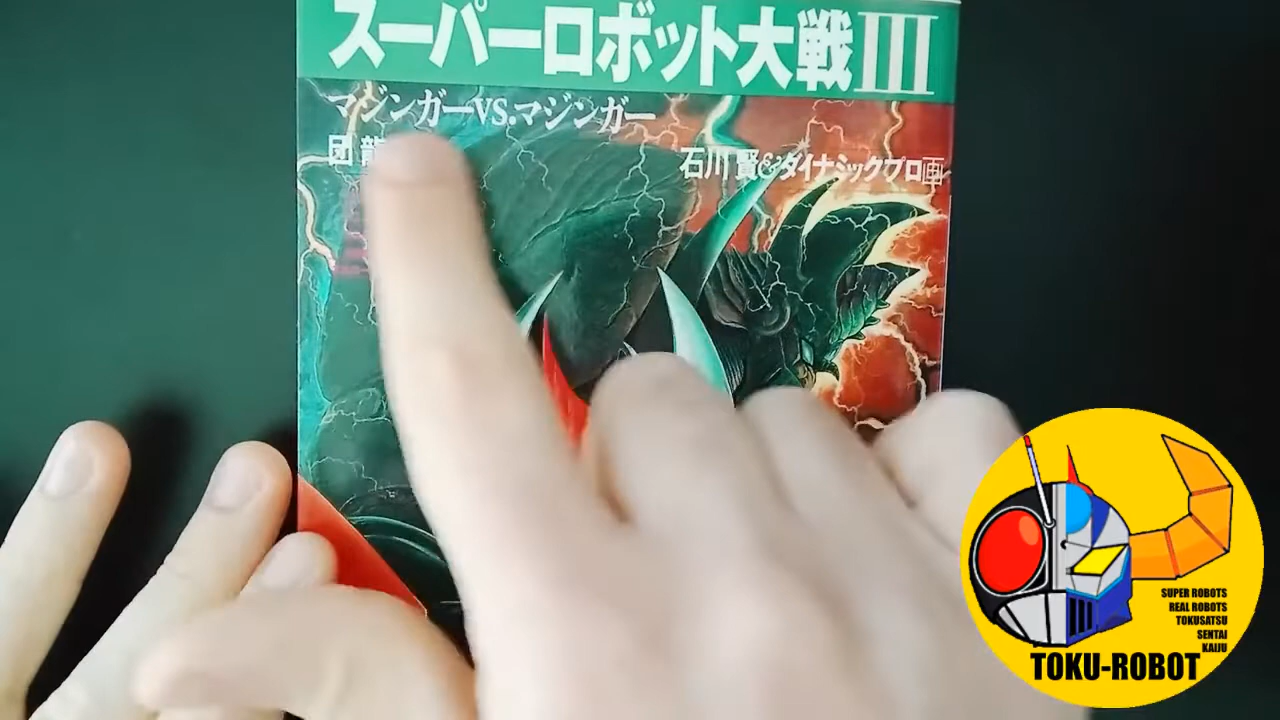 スーパーロボット大戦III
マジンガーVS.マジンガー
団 龍
石川 賢&ダイナミックプロ画
SUPER ROBOTS
REAL ROBOTS
TOKUSATSU
SENTAI
KAIJU
TOKU-ROBOT